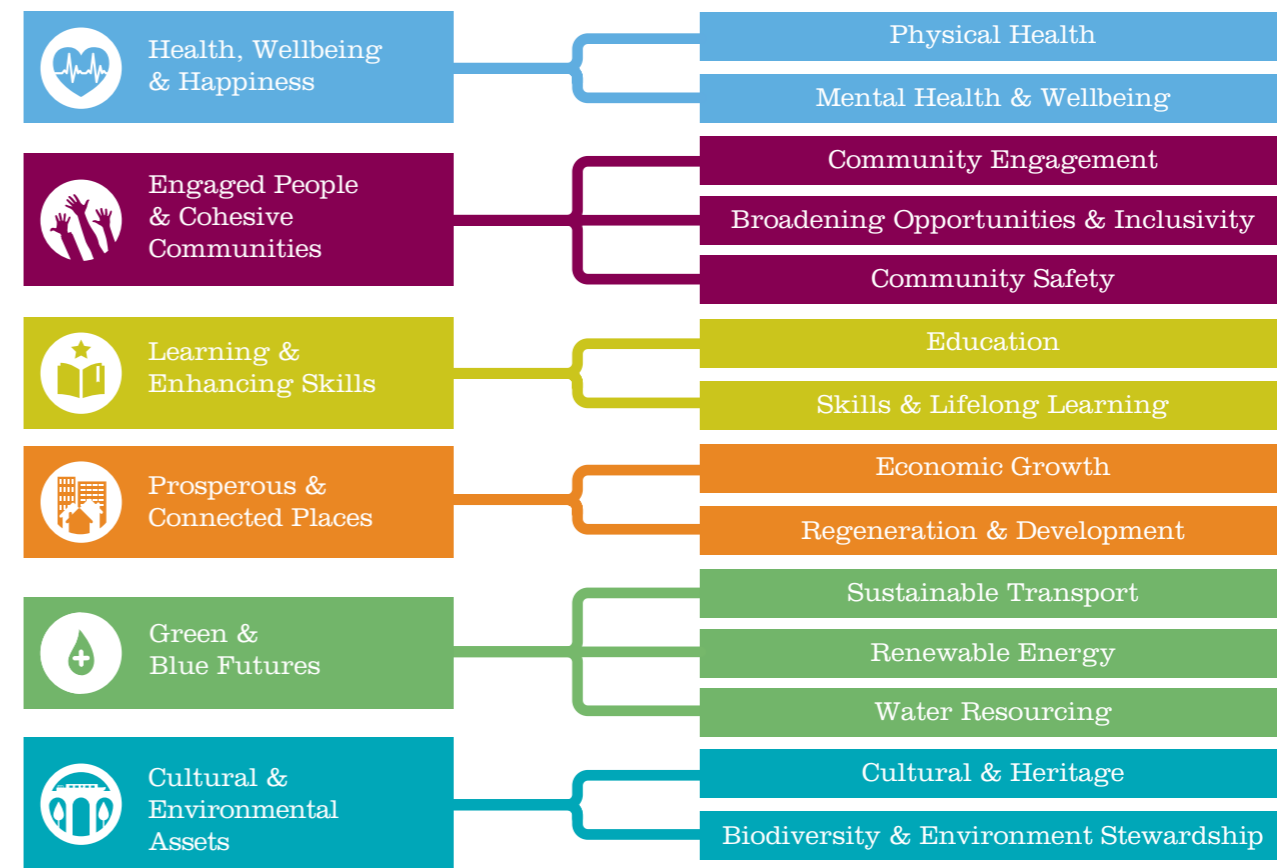 Health, Wellbeing
& Happiness
Physical Health
Mental Health & Wellbeing
Engaged People
& Cohesive
Communities
Community Engagement
Broadening Opportunities & Inclusivity
Community Safety
Learning &
Enhancing Skills
Education
Skills & Lifelong Learning
Prosperous &
Connected Places
Economic Growth
Regeneration & Development
Green &
Blue Futures
Sustainable Transport
Renewable Energy
Water Resourcing
Cultural &
Environmental
Assets
Cultural & Heritage
Biodiversity & Environment Stewardship